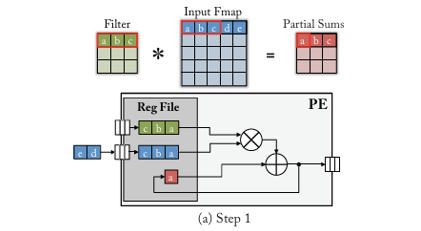 Filter
Input Fmap
Partial Sums
a b c
a b c d e
a b c
*
=
PE
Reg File
c b a
e d
c b a
a
(a) Step 1